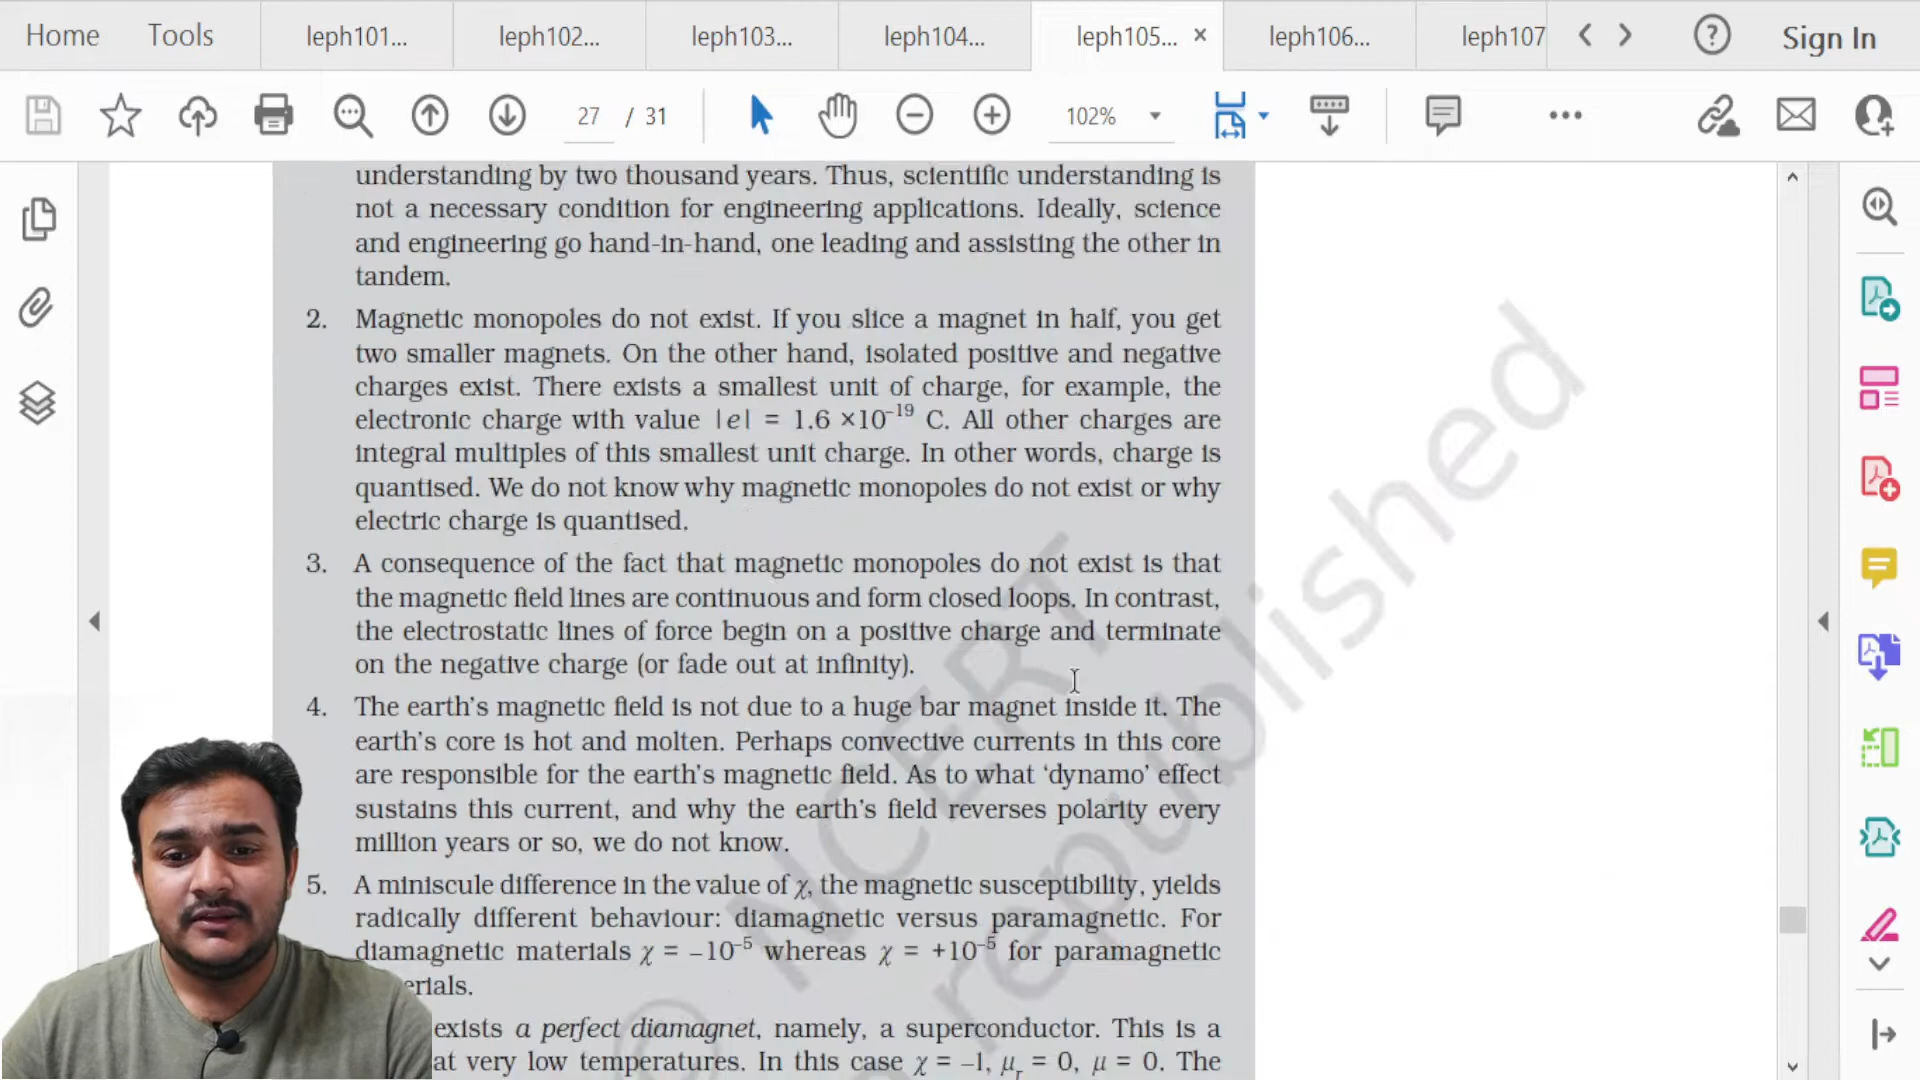 Home Tools leph101... leph102... leph103... leph104... leph105... × leph106... leph107 ? Sign In
27 / 31 102%
understanding by two thousand years. Thus, scientific understanding is
not a necessary condition for engineering applications. Ideally, science
and engineering go hand-in-hand, one leading and assisting the other in
tandem.
2. Magnetic monopoles do not exist. If you slice a magnet in half, you get
two smaller magnets. On the other hand, isolated positive and negative
charges exist. There exists a smallest unit of charge, for example, the
electronic charge with value |e| = 1.6 ×10⁻¹⁹ C. All other charges are
integral multiples of this smallest unit charge. In other words, charge is
quantised. We do not know why magnetic monopoles do not exist or why
electric charge is quantised.
3. A consequence of the fact that magnetic monopoles do not exist is that
the magnetic field lines are continuous and form closed loops. In contrast,
the electrostatic lines of force begin on a positive charge and terminate
on the negative charge (or fade out at infinity).
4. The earth's magnetic field is not due to a huge bar magnet inside it. The
earth's core is hot and molten. Perhaps convective currents in this core
are responsible for the earth's magnetic field. As to what 'dynamo' effect
sustains this current, and why the earth's field reverses polarity every
million years or so, we do not know.
5. A miniscule difference in the value of χ, the magnetic susceptibility, yields
radically different behaviour: diamagnetic versus paramagnetic. For
diamagnetic materials χ = –10⁻⁵ whereas χ = +10⁻⁵ for paramagnetic
erials.
exists a perfect diamagnet, namely, a superconductor. This is a
at very low temperatures. In this case χ = –1, μᵣ = 0, μ = 0. The
© NCERT
republished